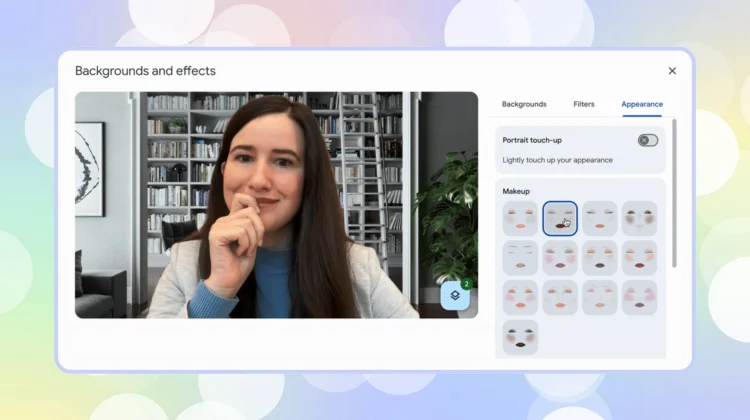 Backgrounds and effects
Backgrounds
Filters
Appearance
Portrait touch-up
Lightly touch up your appearance
Makeup
2